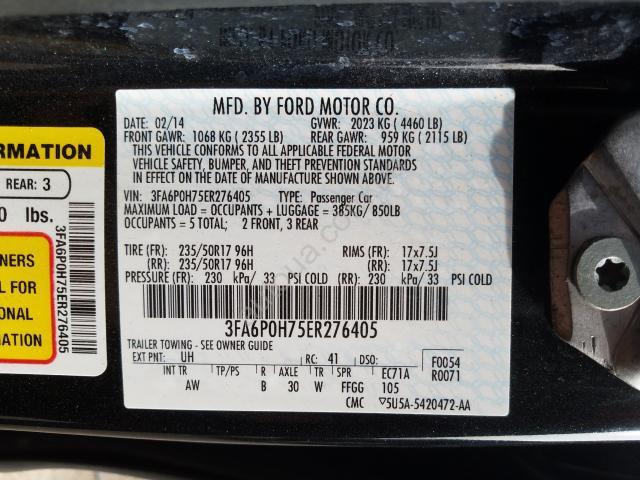 MFD. BY FORD MOTOR CO.
DATE: 02/14 GVWR: 2023 KG ( 4460 LB)
FRONT GAWR: 1068 KG ( 2355 LB) REAR GAWR: 959 KG ( 2115 LB)
THIS VEHICLE CONFORMS TO ALL APPLICABLE FEDERAL MOTOR
VEHICLE SAFETY, BUMPER, AND THEFT PREVENTION STANDARDS
IN EFFECT ON THE DATE OF MANUFACTURE SHOWN ABOVE.
VIN: 3FA6P0H75ER276405 TYPE: Passenger Car
MAXIMUM LOAD = OCCUPANTS + LUGGAGE = 385KG/850LB
OCCUPANTS = 5 TOTAL; 2 FRONT, 3 REAR
TIRE (FR): 235/50R17 96H RIMS (FR): 17x7.5J
(RR): 235/50R17 96H (RR): 17x7.5J
PRESSURE (FR): 230 kPa/ 33 PSI COLD (RR): 230 kPa/ 33 PSI COLD
3FA6P0H75ER276405
TRAILER TOWING - SEE OWNER GUIDE
EXT PNT: UH RC: 41 DSO: F0054
INT TR TP/PS R AXLE TR SPR EC71A R0071
AW B 30 W FFGG 105
CMC ▽5U5A-5420472-AA
ORMATION
REAR: 3
0 lbs.
NERS
L FOR
ONAL
3FA6P0H75ER276405